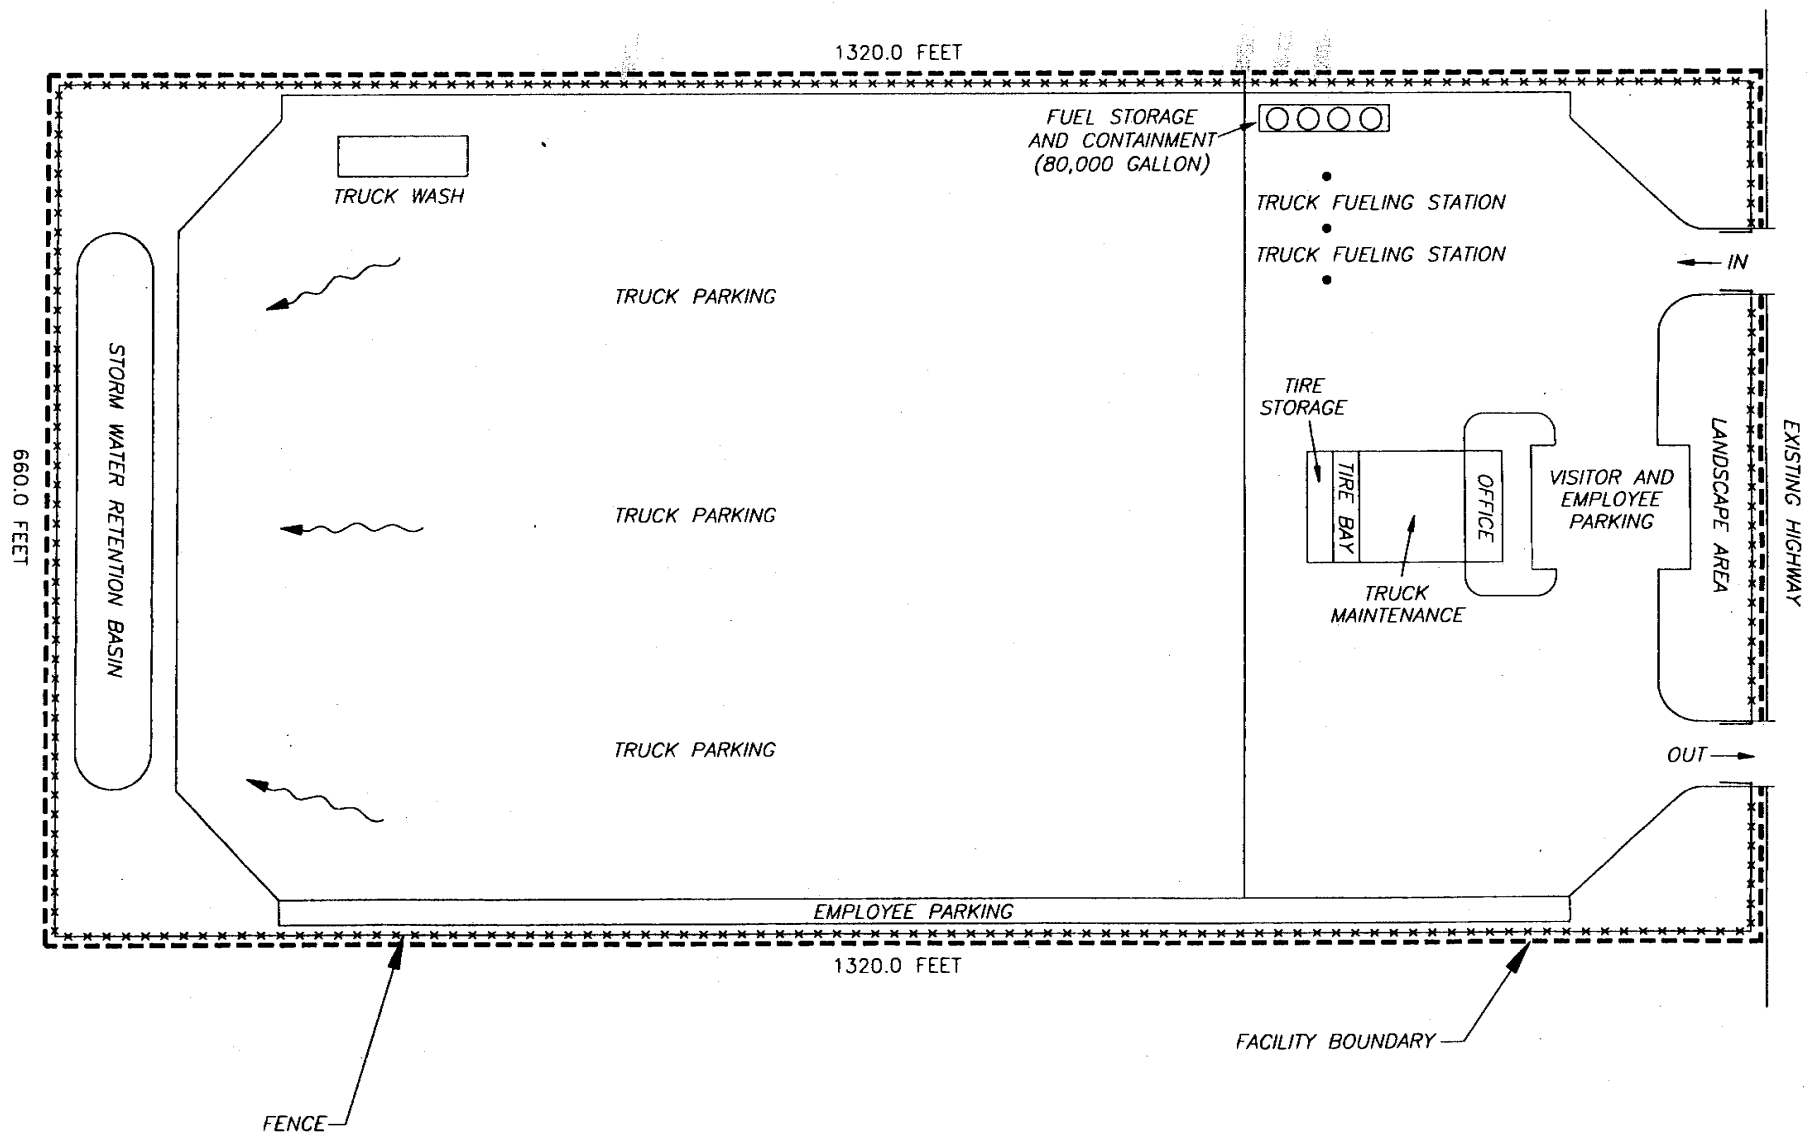 1320.0 FEET
FUEL STORAGE
AND CONTAINMENT
(80,000 GALLON)
TRUCK WASH
TRUCK FUELING STATION
TRUCK FUELING STATION
IN
TRUCK PARKING
STORM WATER RETENTION BASIN
660.0 FEET
TIRE
STORAGE
TIRE BAY
OFFICE
VISITOR AND
EMPLOYEE
PARKING
LANDSCAPE AREA
EXISTING HIGHWAY
TRUCK PARKING
TRUCK
MAINTENANCE
TRUCK PARKING
OUT
EMPLOYEE PARKING
1320.0 FEET
FACILITY BOUNDARY
FENCE